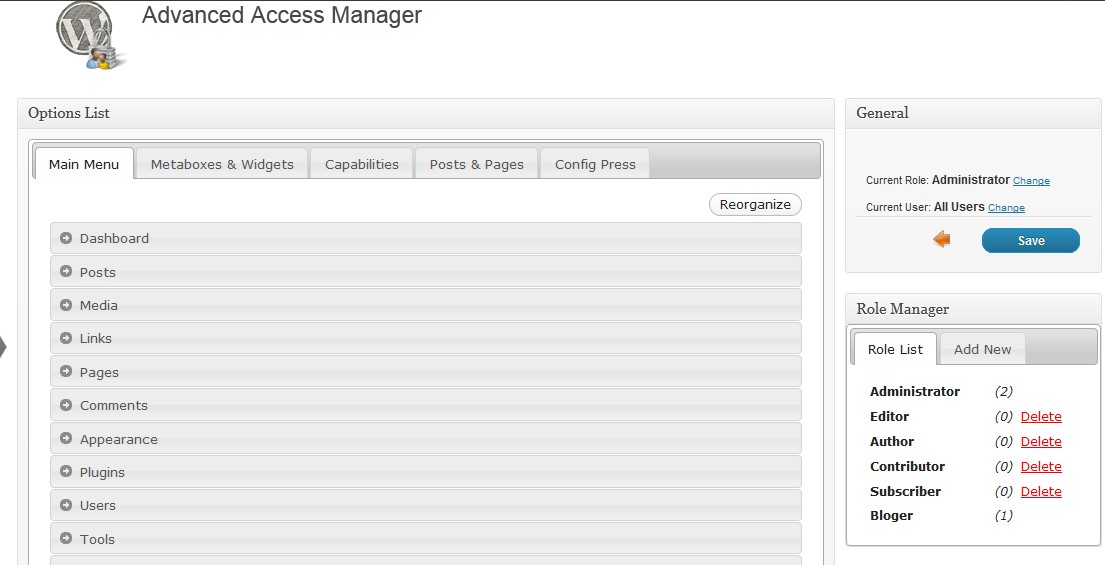 Advanced Access Manager
Options List
Main Menu Metaboxes & Widgets Capabilities Posts & Pages Config Press
Reorganize
Dashboard
Posts
Media
Links
Pages
Comments
Appearance
Plugins
Users
Tools
General
Current Role: Administrator Change
Current User: All Users Change
Save
Role Manager
Role List Add New
Administrator (2)
Editor (0) Delete
Author (0) Delete
Contributor (0) Delete
Subscriber (0) Delete
Bloger (1)